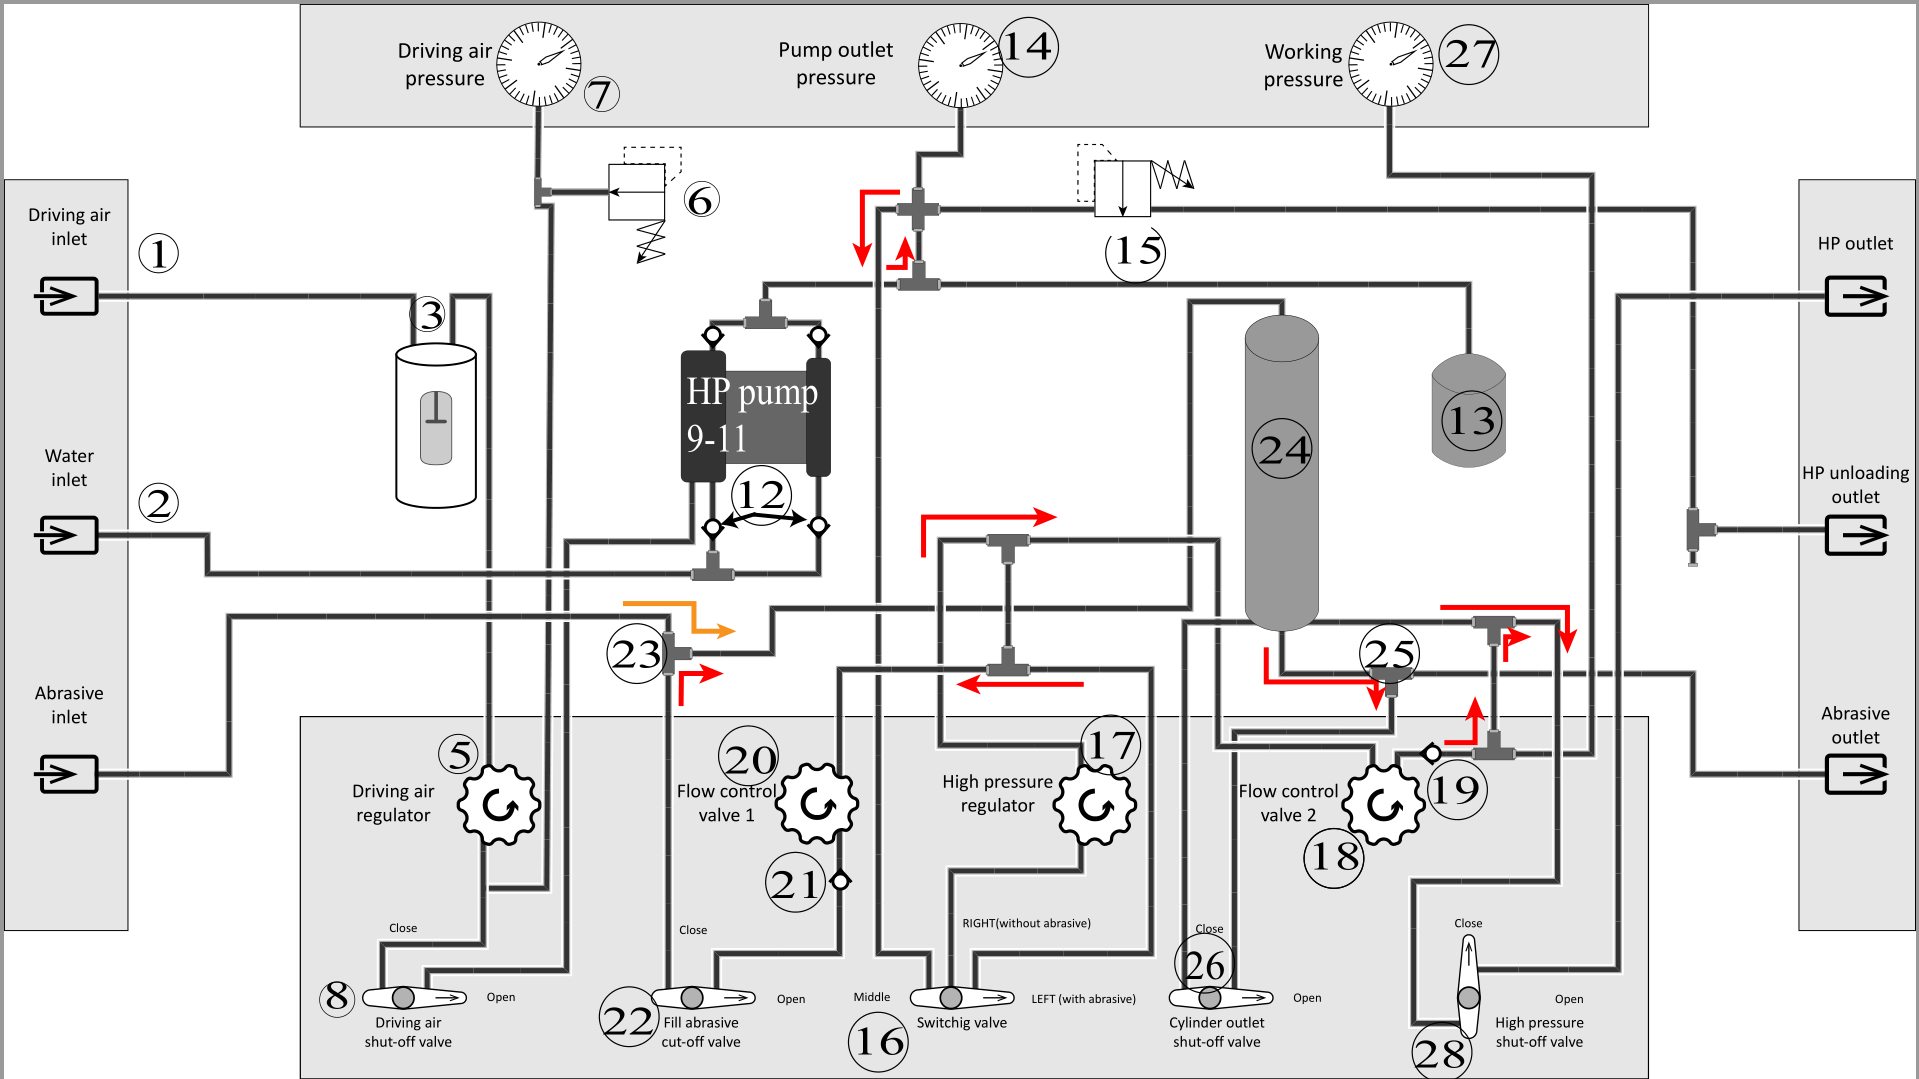 Driving air
pressure
7
Pump outlet
pressure
14
Working
pressure
27
6
15
Driving air
inlet
1
3
Water
inlet
2
Abrasive
inlet
HP pump
9-11
12
24
13
HP outlet
HP unloading
outlet
Abrasive
outlet
23
25
5
Driving air
regulator
20
Flow control
valve 1
21
17
High pressure
regulator
Flow control
valve 2
18
19
Close
Close
RIGHT(without abrasive)
Close
Close
8
Open
Driving air
shut-off valve
22
Open
Fill abrasive
cut-off valve
Middle
16
LEFT (with abrasive)
Switchig valve
26
Open
Cylinder outlet
shut-off valve
28
Open
High pressure
shut-off valve